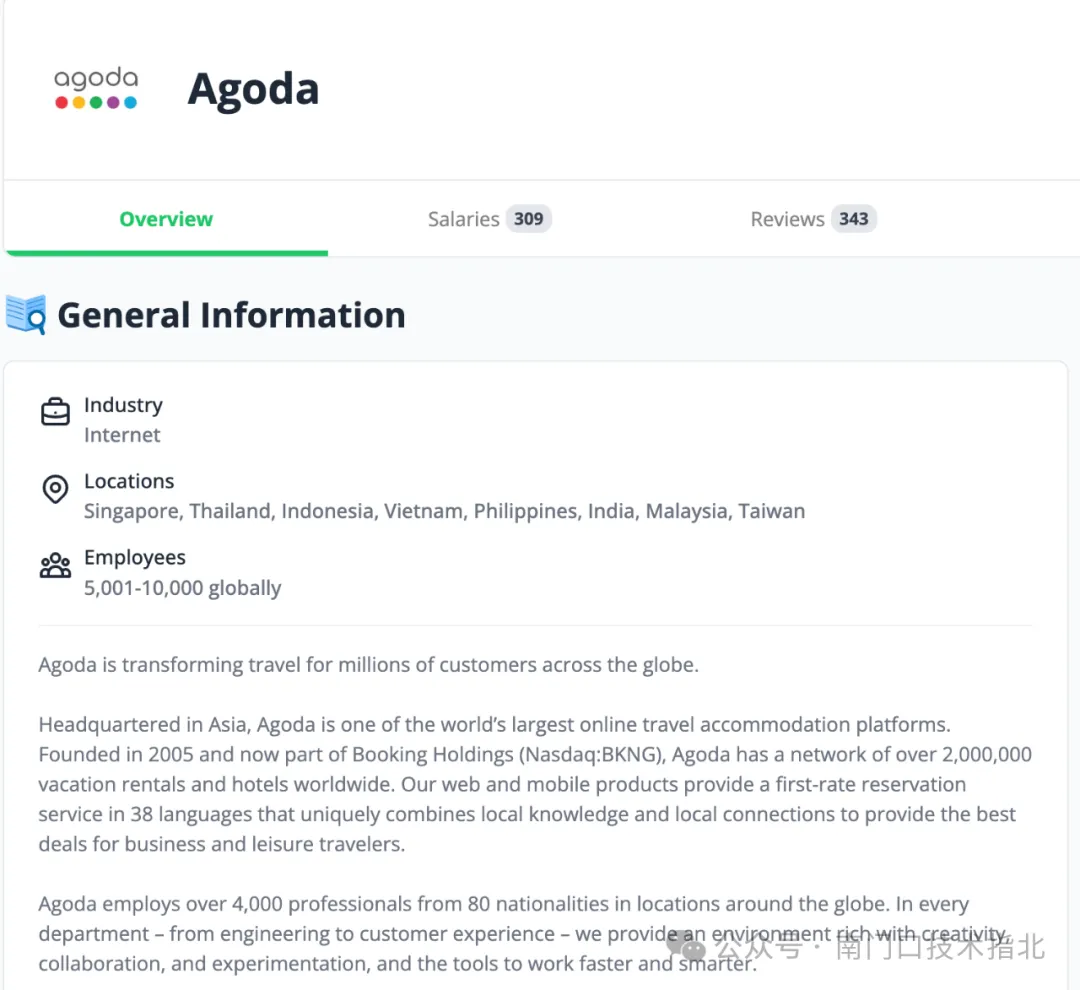 agoda
Agoda
Overview
Salaries 309
Reviews 343
General Information
Industry
Internet
Locations
Singapore, Thailand, Indonesia, Vietnam, Philippines, India, Malaysia, Taiwan
Employees
5,001-10,000 globally
Agoda is transforming travel for millions of customers across the globe.
Headquartered in Asia, Agoda is one of the world’s largest online travel accommodation platforms.
Founded in 2005 and now part of Booking Holdings (Nasdaq:BKNG), Agoda has a network of over 2,000,000
vacation rentals and hotels worldwide. Our web and mobile products provide a first-rate reservation
service in 38 languages that uniquely combines local knowledge and local connections to provide the best
deals for business and leisure travelers.
Agoda employs over 4,000 professionals from 80 nationalities in locations around the globe. In every
department – from engineering to customer experience – we provide an environment rich with creativity,
collaboration, and experimentation, and the tools to work faster and smarter.
公众号 · 南门口技术指北